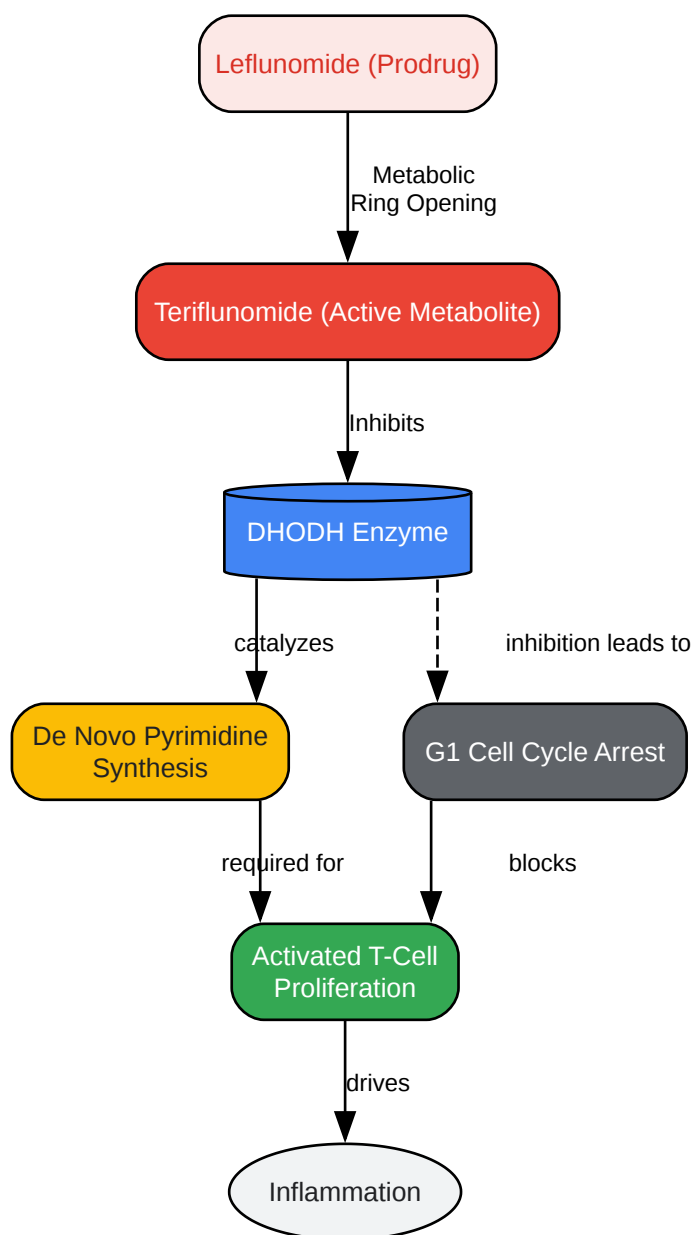 Leflunomide (Prodrug)
Metabolic
Ring Opening
Teriflunomide (Active Metabolite)
Inhibits
DHODH Enzyme
catalyzes
inhibition leads to
De Novo Pyrimidine
Synthesis
G1 Cell Cycle Arrest
required for
blocks
Activated T-Cell
Proliferation
drives
Inflammation